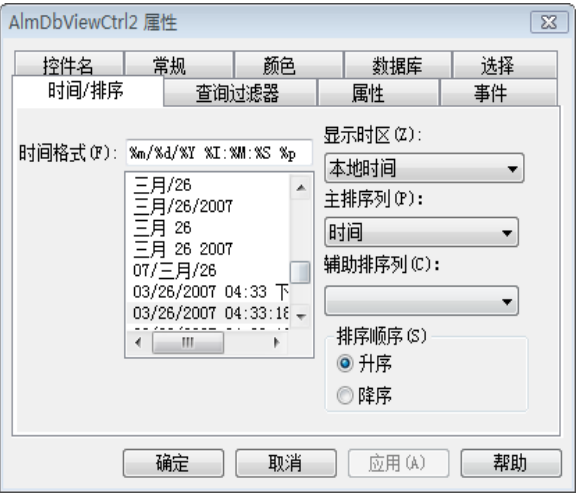 AlmDbViewCtrl2 属性
控件名 常规 颜色 数据库 选择
时间/排序 查询过滤器 属性 事件
时间格式(F): %m/%d/%Y %I:%M:%S %p
三月/26
三月/26/2007
三月 26
三月 26 2007
07/三月/26
03/26/2007 04:33 下
03/26/2007 04:33:18
显示时区(Z):
本地时间
主排序列(P):
时间
辅助排序列(C):
排序顺序(S)
升序
降序
确定 取消 应用(A) 帮助